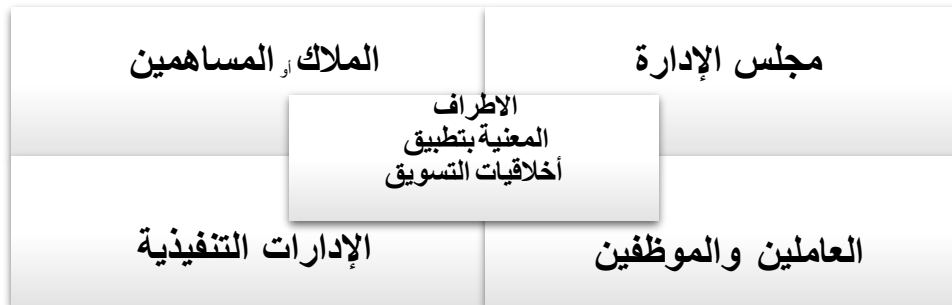 مجلس الإدارة
الملاك أو المساهمين
الاطراف
المعنية بتطبيق
أخلاقيات التسويق
العاملين والموظفين
الإدارات التنفيذية